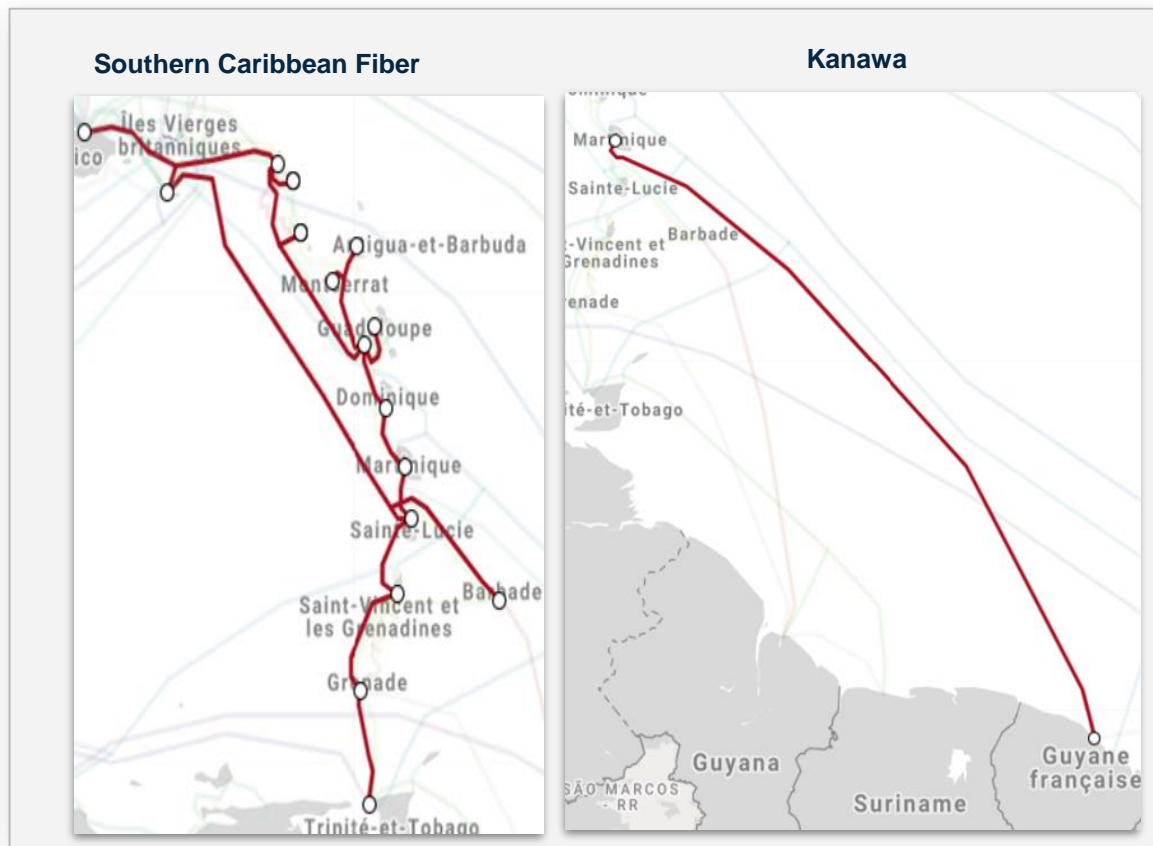 Southern Caribbean Fiber
Îles Vierges
britanniques
ico
Antigua-et-Barbuda
Montserrat
Guadeloupe
Dominique
Martinique
Sainte-Lucie
Barbade
Saint-Vincent et
les Grenadines
Grenade
Trinité-et-Tobago
Kanawa
Martinique
Sainte-Lucie
Barbade
-Vincent et
Grenadines
renade
ité-et-Tobago
Guyana
SÃO MARCOS
- RR
Suriname
Guyane
française